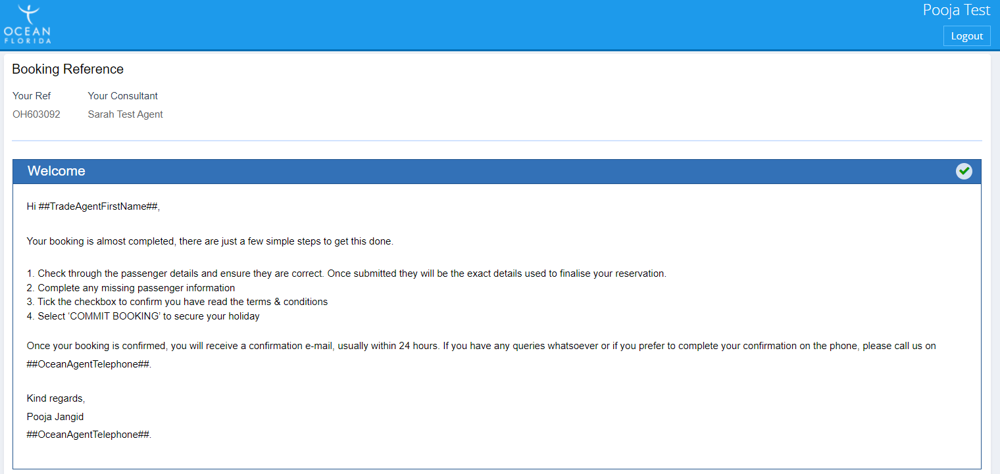 OCEAN
FLORIDA
Pooja Test
Logout
Booking Reference
Your Ref Your Consultant
OH603092 Sarah Test Agent
Welcome
Hi ##TradeAgentFirstName##,
Your booking is almost completed, there are just a few simple steps to get this done.
1. Check through the passenger details and ensure they are correct. Once submitted they will be the exact details used to finalise your reservation.
2. Complete any missing passenger information
3. Tick the checkbox to confirm you have read the terms & conditions
4. Select ‘COMMIT BOOKING’ to secure your holiday
Once your booking is confirmed, you will receive a confirmation e-mail, usually within 24 hours. If you have any queries whatsoever or if you prefer to complete your confirmation on the phone, please call us on
##OceanAgentTelephone##.
Kind regards,
Pooja Jangid
##OceanAgentTelephone##.